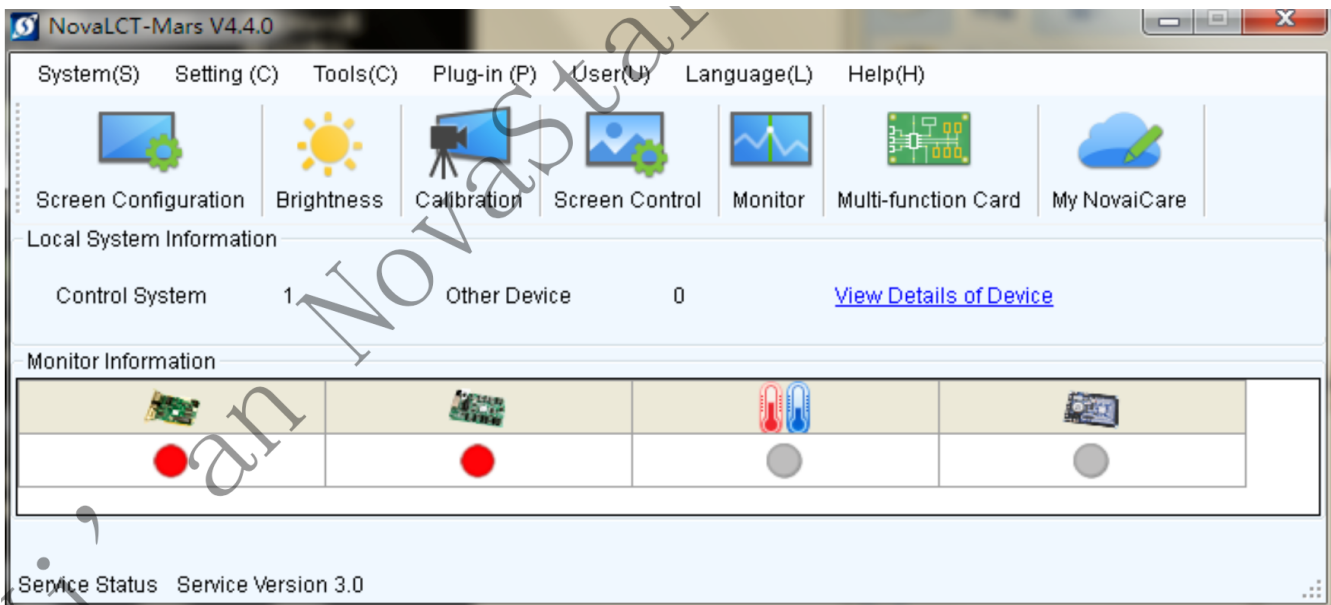 NovaLCT-Mars V4.4.0
System(S) Setting (C) Tools(C) Plug-in (P) User(U) Language(L) Help(H)
Screen Configuration Brightness Calibration Screen Control Monitor Multi-function Card My NovaiCare
Local System Information
Control System 1 Other Device 0 View Details of Device
Monitor Information
Service Status Service Version 3.0
i., an NovaStar